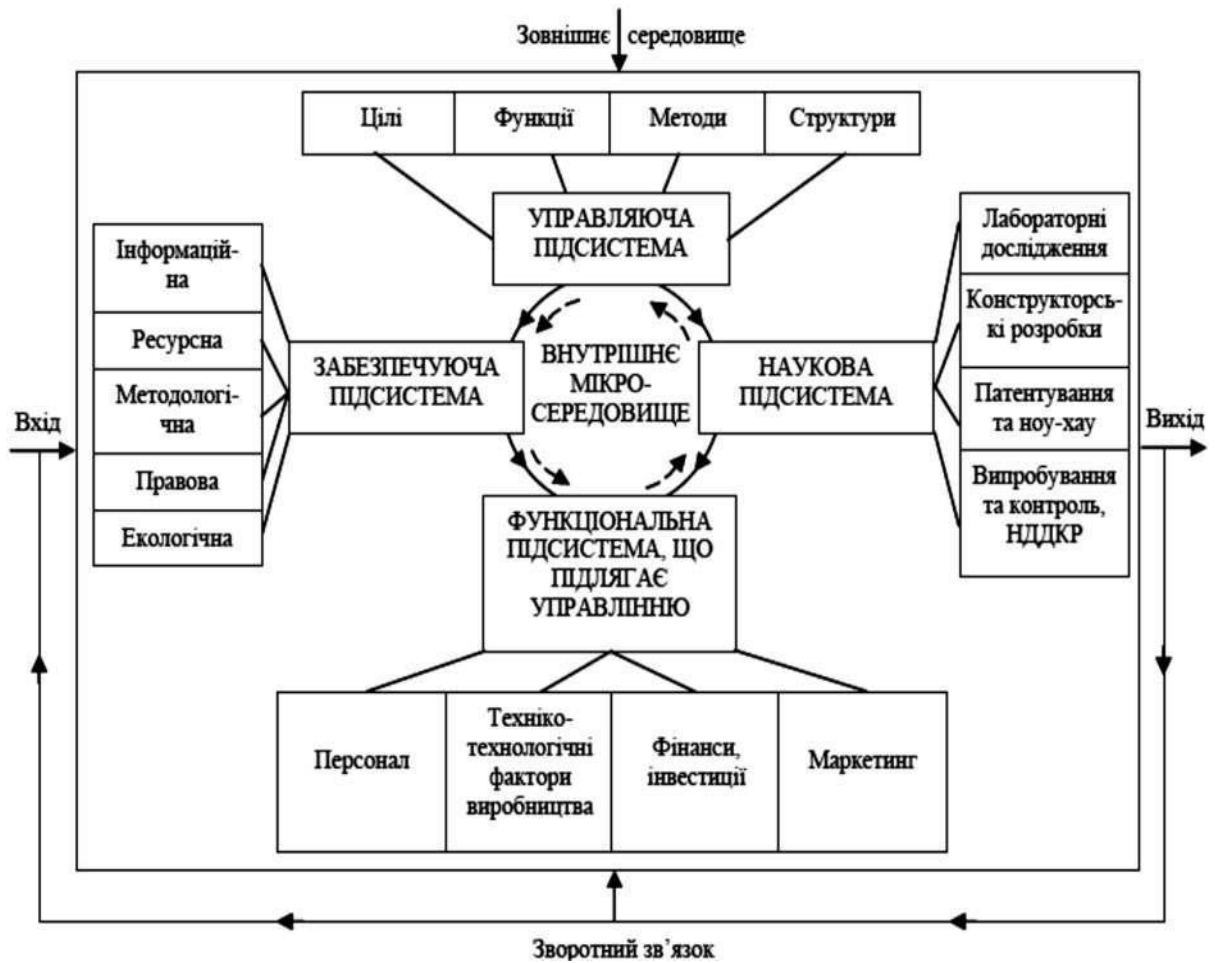 Зовнішнє середовище
Цілі
Функції
Методи
Структури
УПРАВЛЯЮЧА
ПІДСИСТЕМА
Інформацій-
на
Ресурсна
Методологі-
чна
Правова
Екологічна
ЗАБЕЗПЕЧУЮЧА
ПІДСИСТЕМА
ВНУТРІШНЄ
МІКРО-
СЕРЕДОВИЩЕ
НАУКОВА
ПІДСИСТЕМА
Лабораторні
дослідження
Конструкторсь-
кі розробки
Патентування
та ноу-хау
Випробування
та контроль,
НДДКР
Вхід
Вихід
ФУНКЦІОНАЛЬНА
ПІДСИСТЕМА, ЩО
ПІДЛЯГАЄ
УПРАВЛІННЮ
Персонал
Техніко-
технологічні
фактори
виробництва
Фінанси,
інвестиції
Маркетинг
Зворотний зв’язок